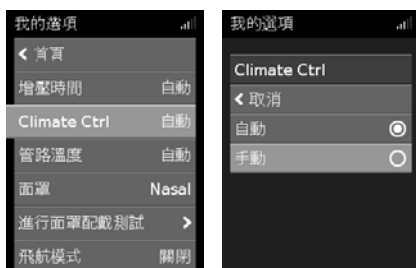 我的選項
< 首頁
增壓時間 自動
Climate Ctrl 自動
管路溫度 自動
面罩 Nasal
進行面罩配戴測試 >
飛航模式 關閉
我的選項
Climate Ctrl
< 取消
自動
手動